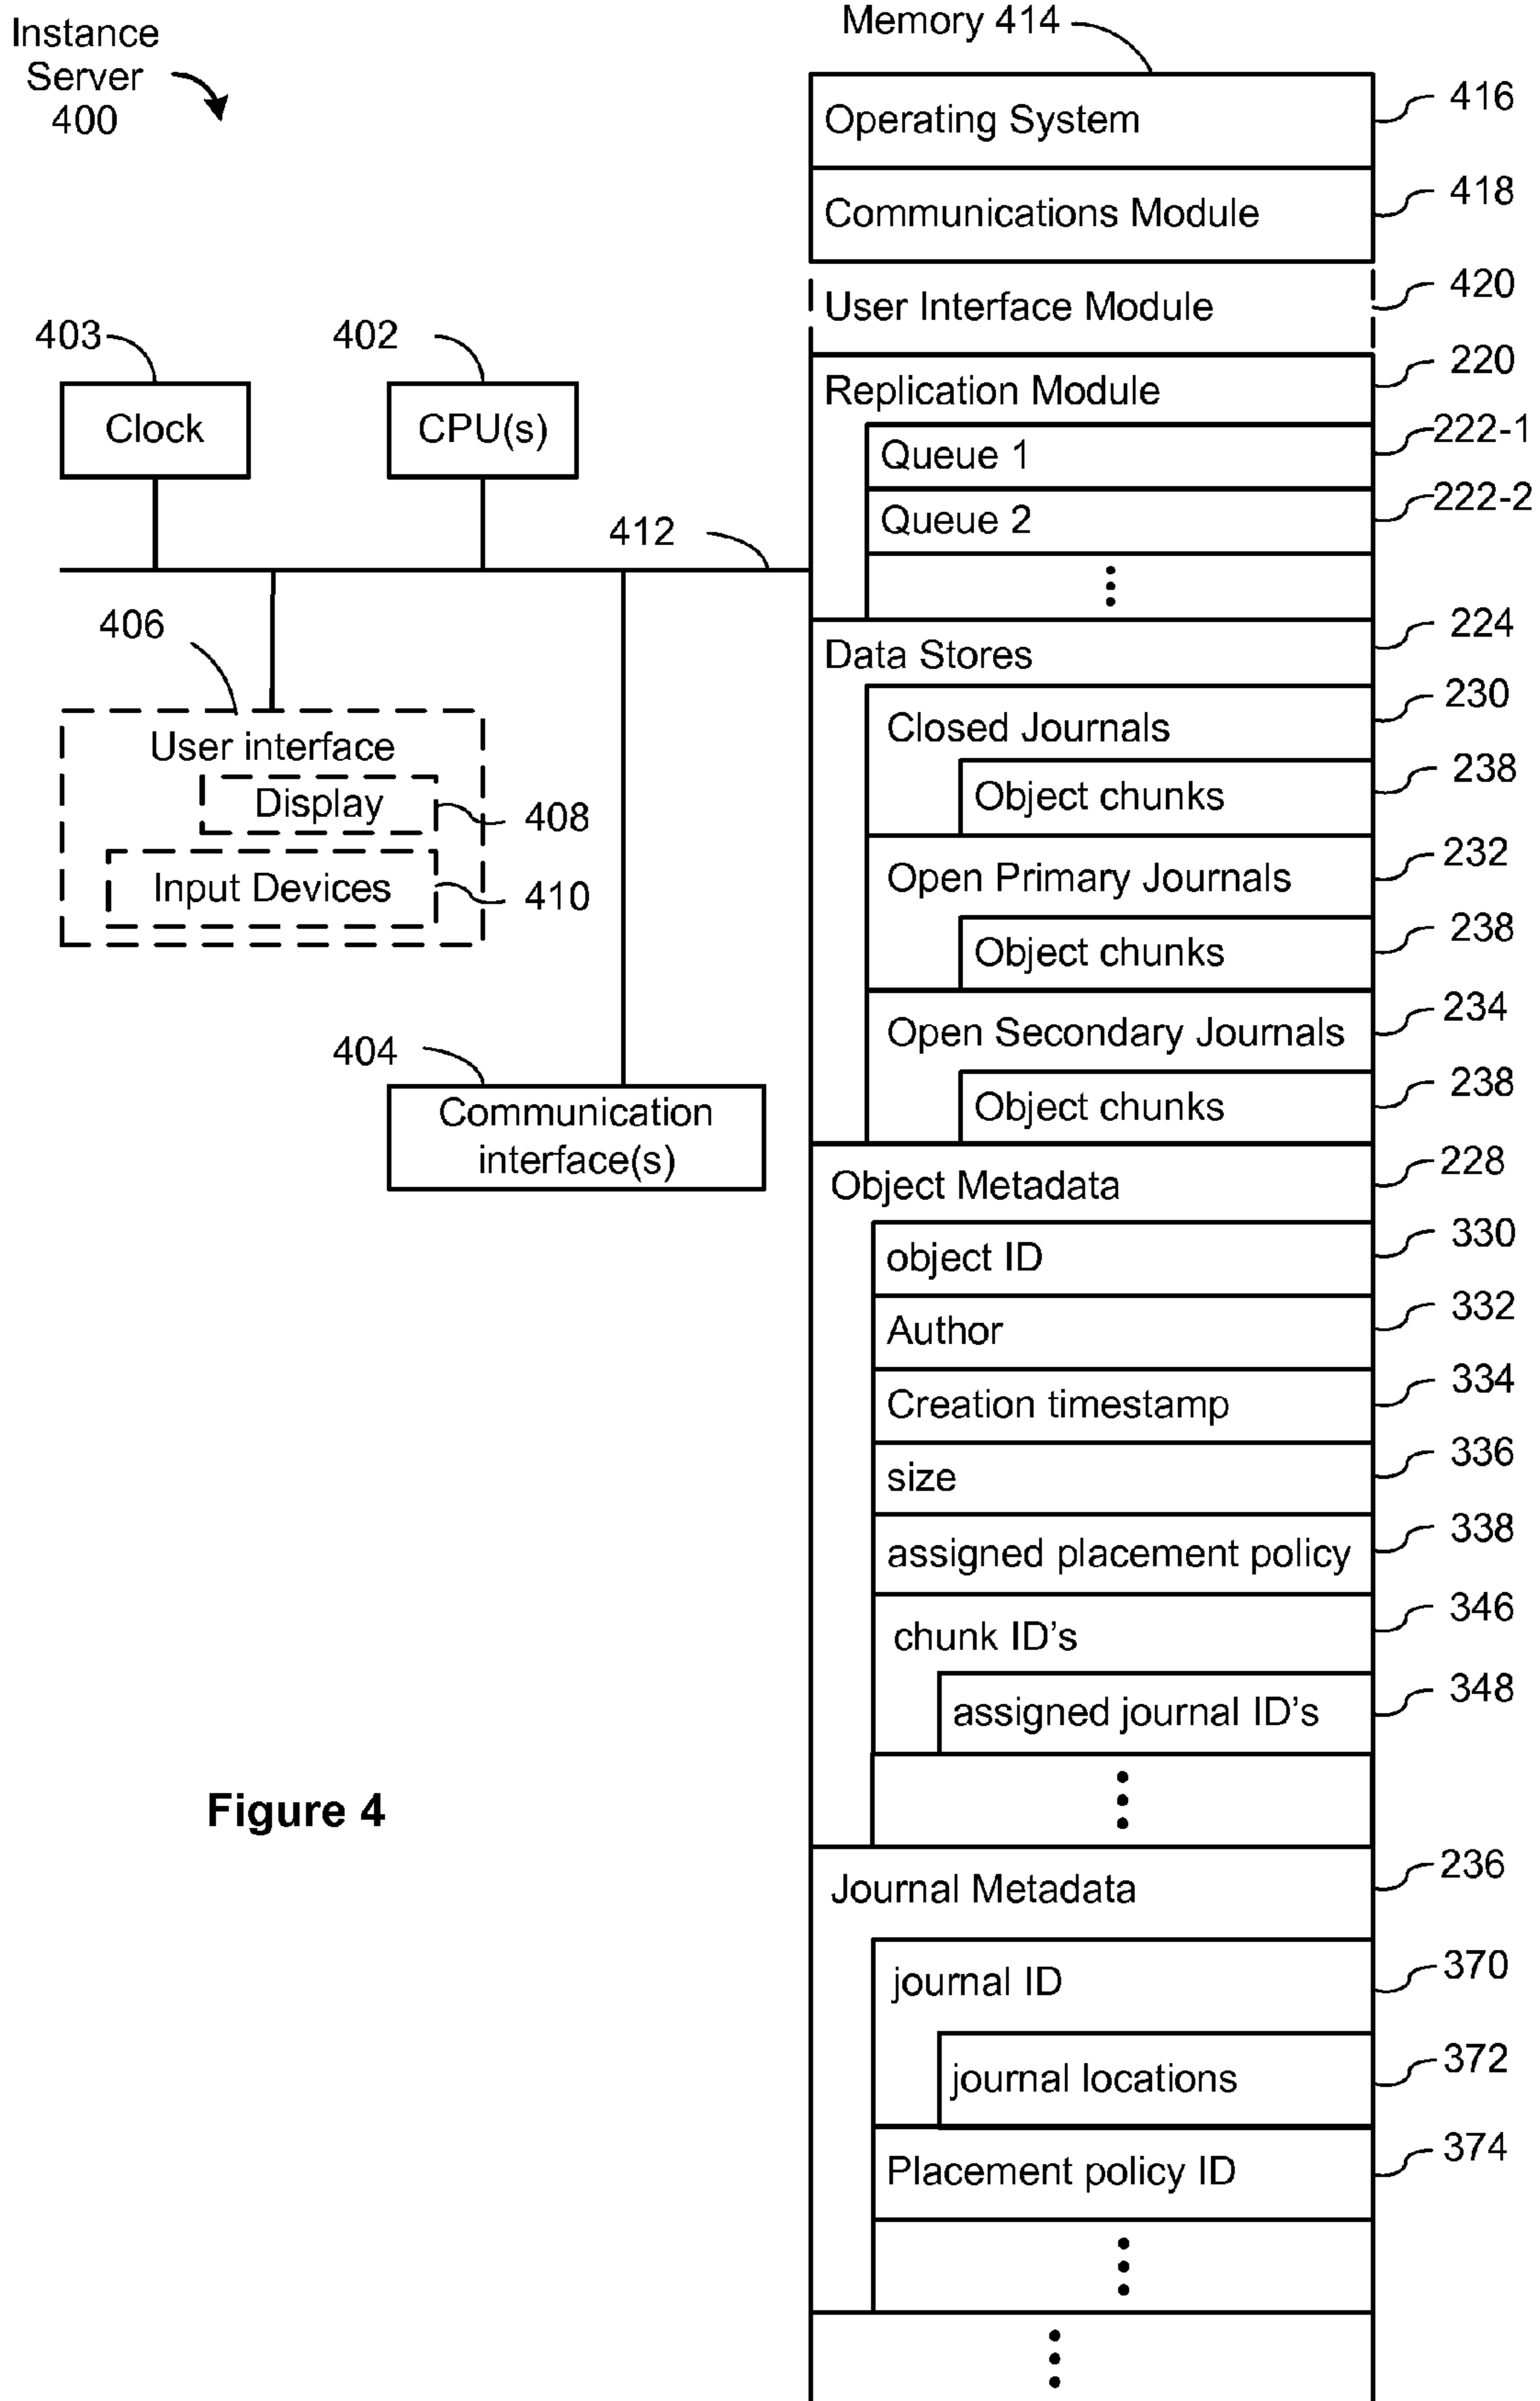 Instance
Server
400
Memory 414
Operating System
416
Communications Module
418
User Interface Module
420
Replication Module
220
Queue 1
222-1
Queue 2
222-2
403
Clock
402
CPU(s)
412
406
User interface
Display
408
Input Devices
410
404
Communication
interface(s)
Data Stores
224
Closed Journals
230
Object chunks
238
Open Primary Journals
232
Object chunks
238
Open Secondary Journals
234
Object chunks
238
Object Metadata
228
object ID
330
Author
332
Creation timestamp
334
size
336
assigned placement policy
338
chunk ID's
346
assigned journal ID's
348
Journal Metadata
236
journal ID
370
journal locations
372
Placement policy ID
374
Figure 4